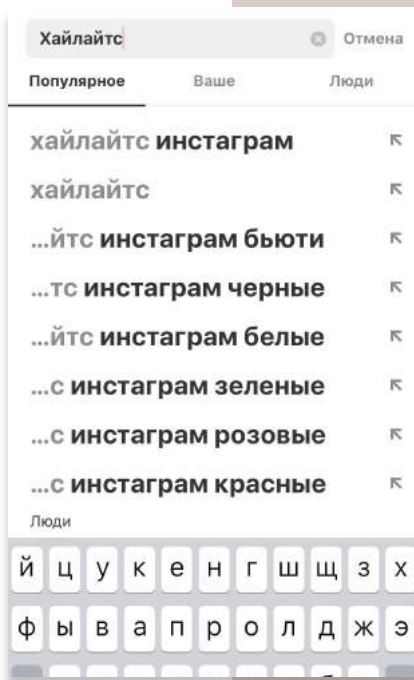 Хайлайтс Отмена
Популярное Ваше Люди
хайлайтс инстаграм
хайлайтс
...йтс инстаграм бьюти
...тс инстаграм черные
...йтс инстаграм белые
...с инстаграм зеленые
...с инстаграм розовые
...с инстаграм красные
Люди
й ц у к е н г ш щ з х
ф ы в а п р о л д ж э